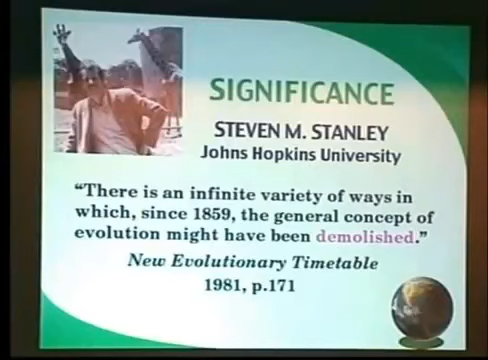 SIGNIFICANCE
STEVEN M. STANLEY
Johns Hopkins University
“There is an infinite variety of ways in
which, since 1859, the general concept of
evolution might have been demolished.”
New Evolutionary Timetable
1981, p.171